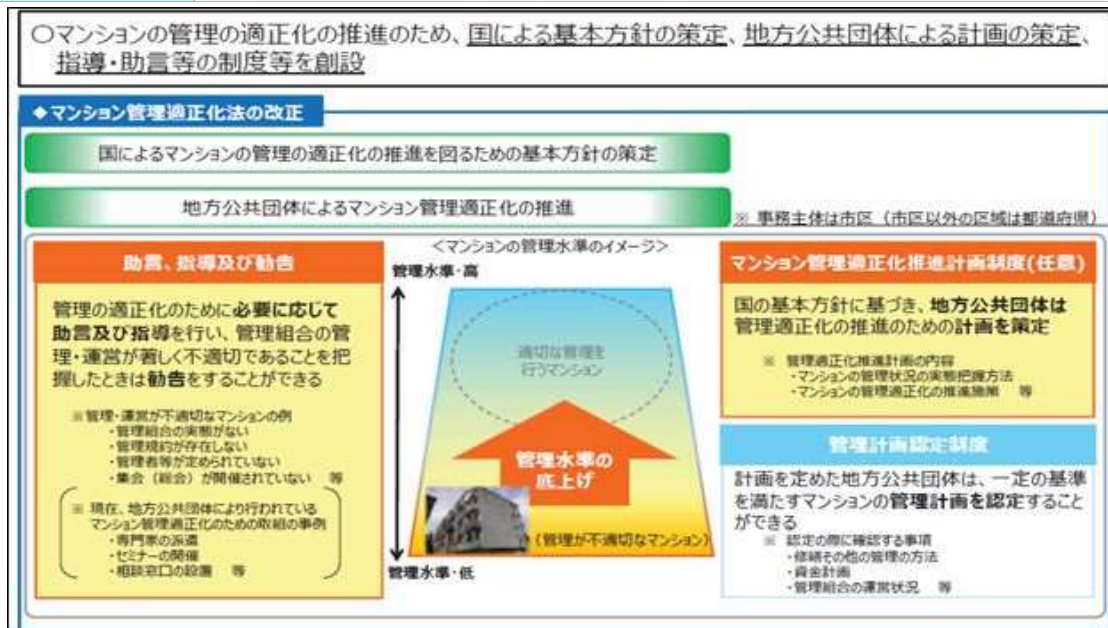 ○マンションの管理の適正化の推進のため、国による基本方針の策定、地方公共団体による計画の策定、
指導・助言等の制度等を創設
◆マンション管理適正化法の改正
国によるマンションの管理の適正化の推進を図るための基本方針の策定
地方公共団体によるマンション管理適正化の推進
※ 事務主体は市区（市区以外の区域は都道府県）
助言、指導及び勧告
管理の適正化のために必要に応じて
助言及び指導を行い、管理組合の管
理・運営が著しく不適切であることを把
握したときは勧告をすることができる
※管理・運営が不適切なマンションの例
・管理組合の実態がない
・管理規約が存在しない
・管理者等が定められていない
・集会（総会）が開催されていない 等
※ 現在、地方公共団体により行われている
マンション管理適正化のための取組の事例
・専門家の派遣
・セミナーの開催
・相談窓口の設置 等
＜マンションの管理水準のイメージ＞
管理水準・高
適切な管理を
行うマンション
管理水準の
底上げ
（管理が不適切なマンション）
管理水準・低
マンション管理適正化推進計画制度(任意)
国の基本方針に基づき、地方公共団体は
管理適正化の推進のための計画を策定
※ 管理適正化推進計画の内容
・マンションの管理状況の実態把握方法
・マンションの管理適正化の推進施策 等
管理計画認定制度
計画を定めた地方公共団体は、一定の基準
を満たすマンションの管理計画を認定すること
ができる
※ 認定の際に確認する事項
・修繕その他の管理の方法
・資金計画
・管理組合の運営状況 等